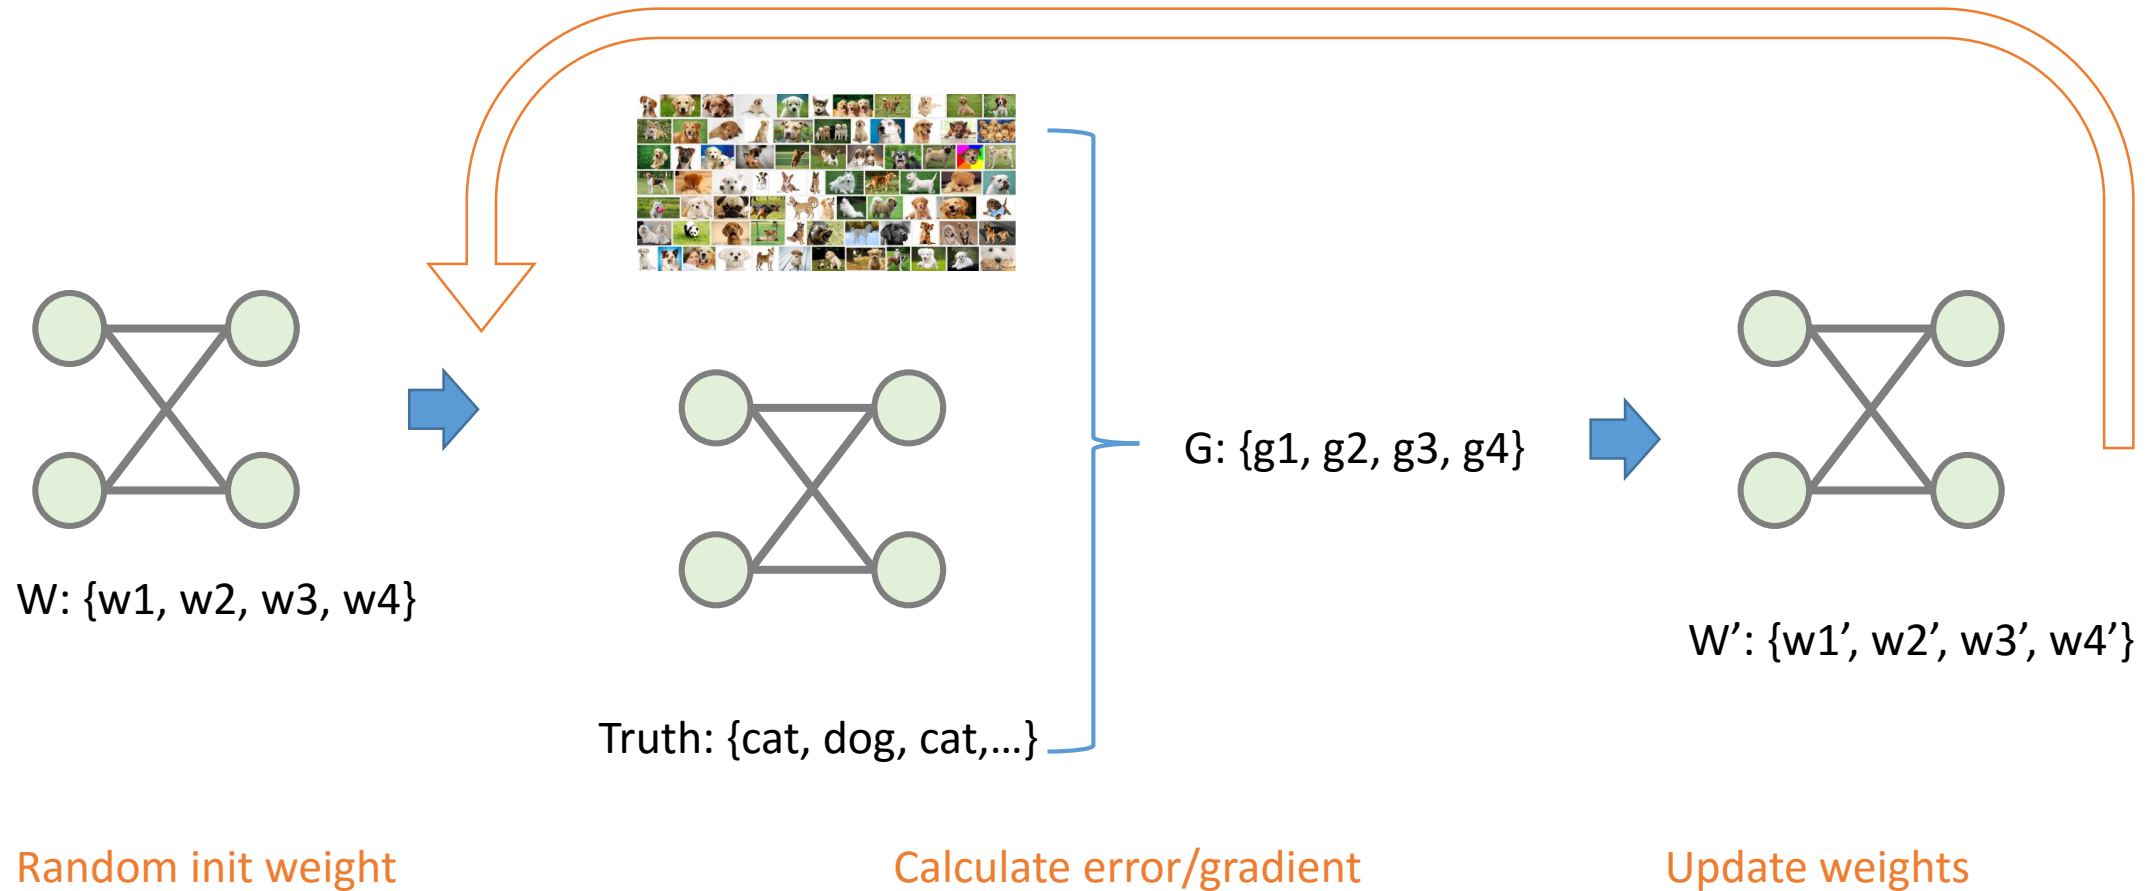 G: {g1, g2, g3, g4}
W: {w1, w2, w3, w4}
W’: {w1’, w2’, w3’, w4’}
Truth: {cat, dog, cat,…}
Random init weight
Calculate error/gradient
Update weights